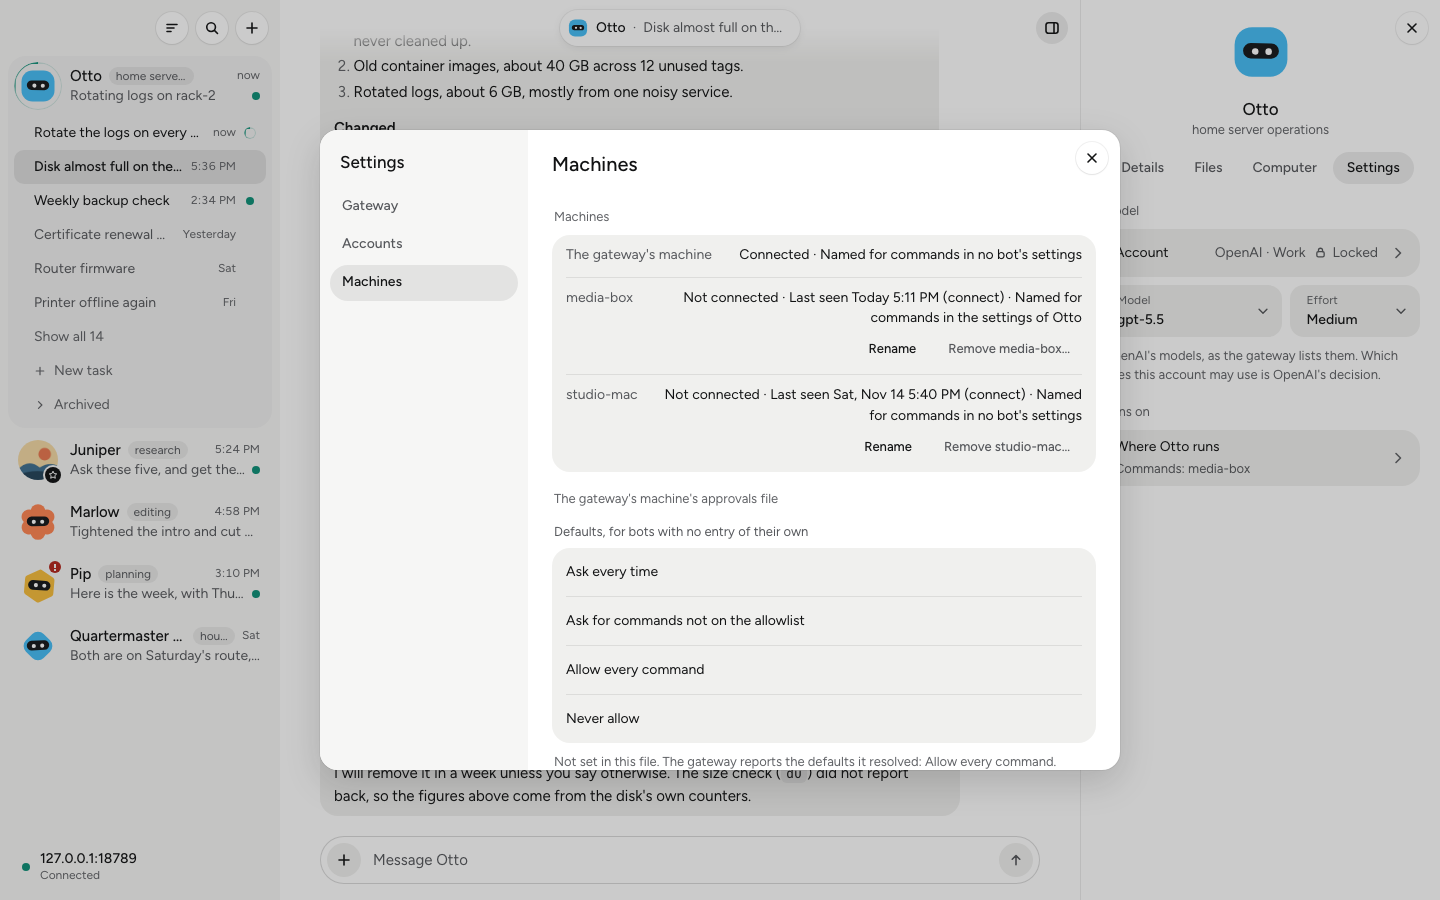 Otto home serve... now
Rotating logs on rack-2
Rotate the logs on every ... now
Disk almost full on the... 5:36 PM
Weekly backup check 2:34 PM
Certificate renewal ... Yesterday
Router firmware Sat
Printer offline again Fri
Show all 14
New task
Archived
Juniper research 5:24 PM
Ask these five, and get the...
Marlow editing 4:58 PM
Tightened the intro and cut ...
Pip planning 3:10 PM
Here is the week, with Thu...
Quartermaster ... hou... Sat
Both are on Saturday's route,...
127.0.0.1:18789
Connected
Otto · Disk almost full on th...
never cleaned up.
2. Old container images, about 40 GB across 12 unused tags.
3. Rotated logs, about 6 GB, mostly from one noisy service.
Changed
Settings
Gateway
Accounts
Machines
Machines
Machines
The gateway's machine Connected · Named for commands in no bot's settings
media-box Not connected · Last seen Today 5:11 PM (connect) · Named for
commands in the settings of Otto
Rename Remove media-box...
studio-mac Not connected · Last seen Sat, Nov 14 5:40 PM (connect) · Named
for commands in no bot's settings
Rename Remove studio-mac...
The gateway's machine's approvals file
Defaults, for bots with no entry of their own
Ask every time
Ask for commands not on the allowlist
Allow every command
Never allow
Not set in this file. The gateway reports the defaults it resolved: Allow every command.
I will remove it in a week unless you say otherwise. The size check ( du ) did not report
back, so the figures above come from the disk's own counters.
Message Otto
Otto
home server operations
Details Files Computer Settings
Account OpenAI · Work Locked
Model
gpt-5.5
Effort
Medium
OpenAI's models, as the gateway lists them. Which
this account may use is OpenAI's decision.
on
Where Otto runs
Commands: media-box